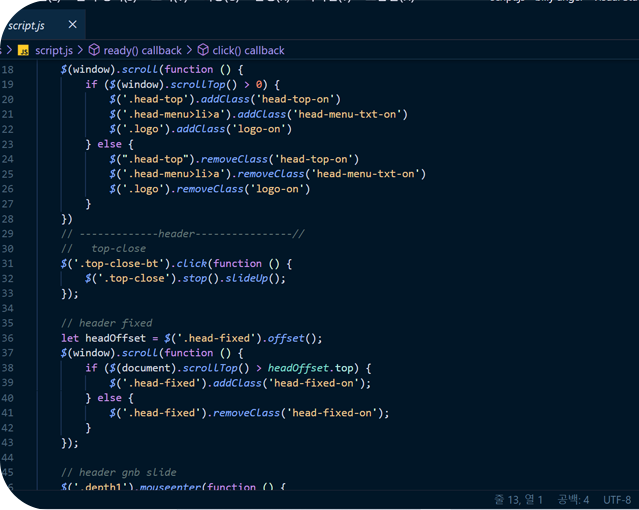 script.js ×
JS script.js > ready() callback > click() callback
18 $(window).scroll(function () {
19 if ($(window).scrollTop() > 0) {
20 $('.head-top').addClass('head-top-on')
21 $('.head-menu>li>a').addClass('head-menu-txt-on')
22 $('.logo').addClass('logo-on')
23 } else {
24 $(".head-top").removeClass('head-top-on')
25 $('.head-menu>li>a').removeClass('head-menu-txt-on')
26 $('.logo').removeClass('logo-on')
27 }
28 })
29 // -------------header----------------//
30 // top-close
31 $('.top-close-bt').click(function () {
32 $('.top-close').stop().slideUp();
33 });
34
35 // header fixed
36 let headOffset = $('.head-fixed').offset();
37 $(window).scroll(function () {
38 if ($(document).scrollTop() > headOffset.top) {
39 $('.head-fixed').addClass('head-fixed-on');
40 } else {
41 $('.head-fixed').removeClass('head-fixed-on');
42 }
43 });
44
45 // header gnb slide
$('.depth1').mouseenter(function () {
줄 13, 열 1 공백: 4 UTF-8